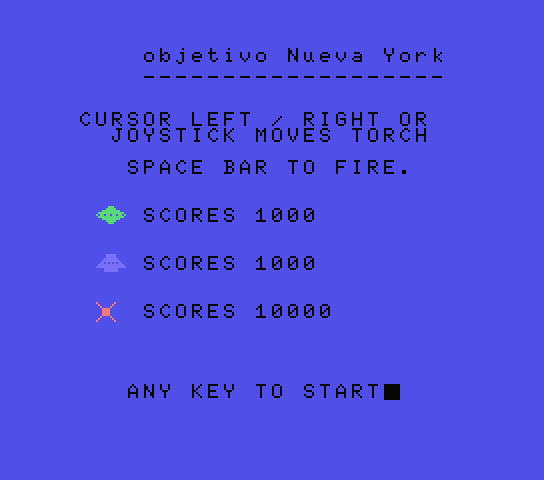 objetivo Nueva York
-------------------
CURSOR LEFT / RIGHT OR
JOYSTICK MOVES TORCH
SPACE BAR TO FIRE.
SCORES 1000
SCORES 1000
SCORES 10000
ANY KEY TO START